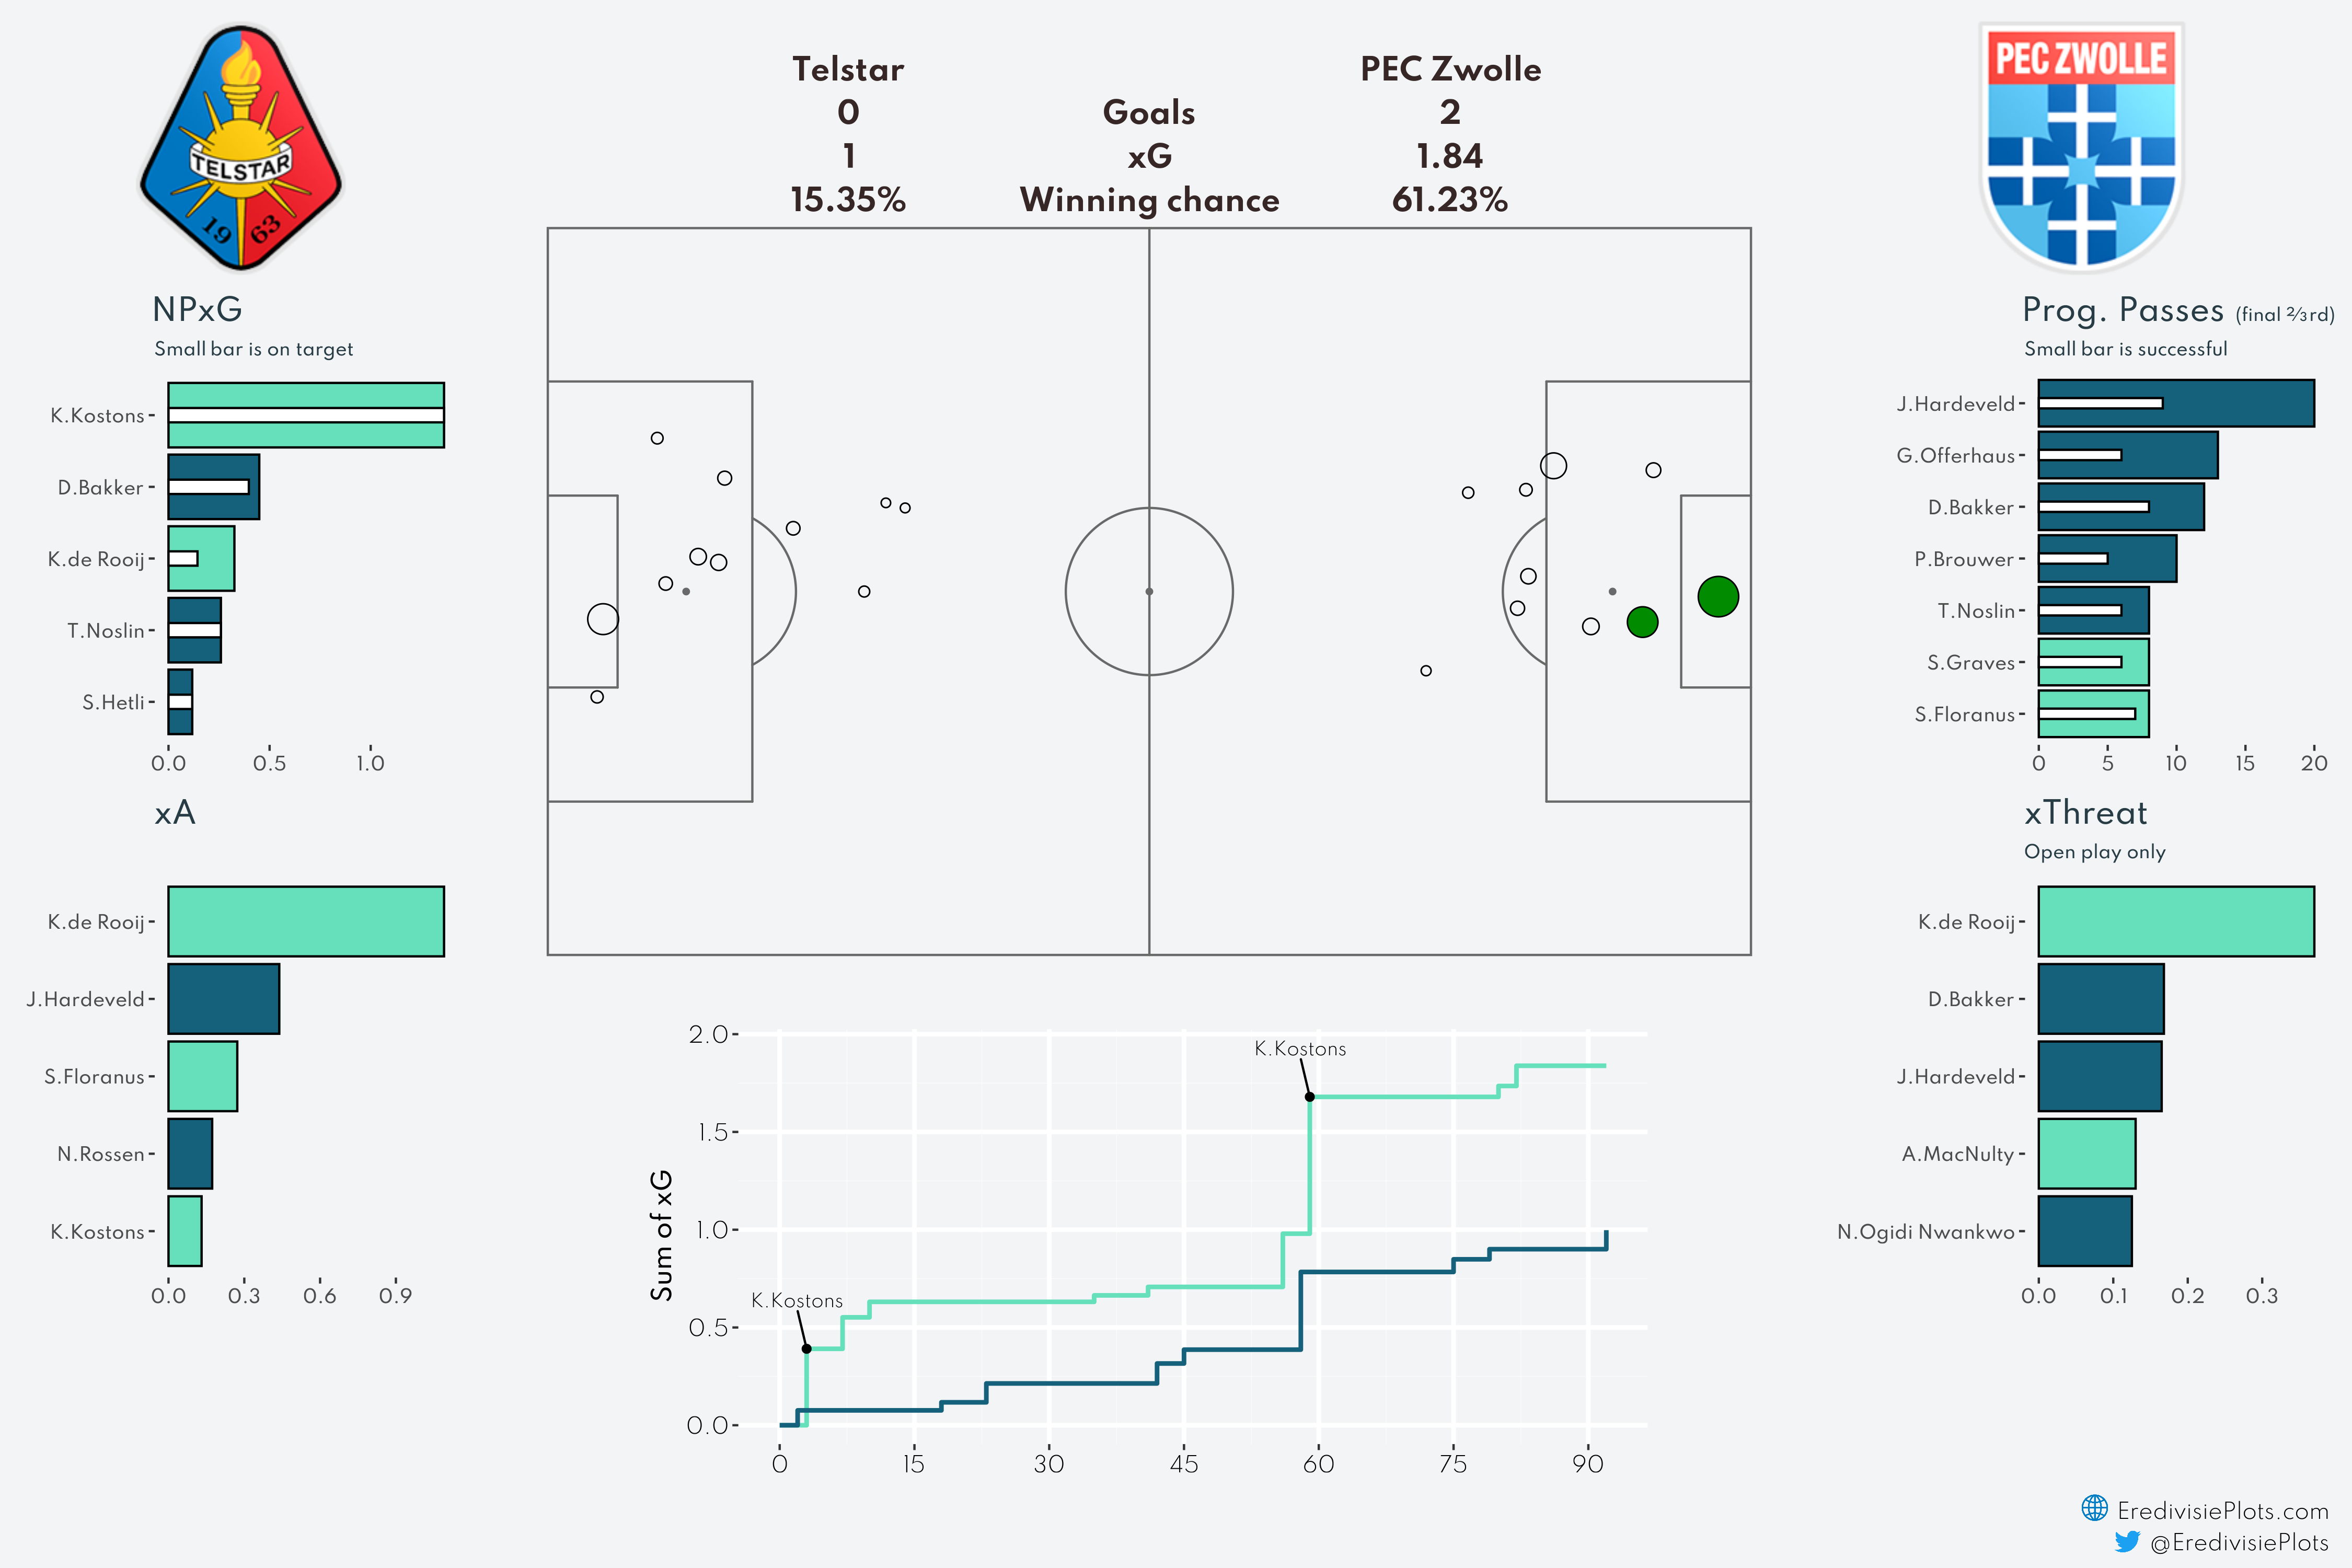 TELSTAR
19 63
PEC ZWOLLE
Telstar PEC Zwolle
0 Goals 2
1 xG 1.84
15.35% Winning chance 61.23%
NPxG
Small bar is on target
K.Kostons
D.Bakker
K.de Rooij
T.Noslin
S.Hetli
0.0 0.5 1.0
xA
K.de Rooij
J.Hardeveld
S.Floranus
N.Rossen
K.Kostons
0.0 0.3 0.6 0.9
Sum of xG
2.0
1.5
1.0
0.5
0.0
K.Kostons
K.Kostons
0 15 30 45 60 75 90
Prog. Passes (final ⅔rd)
Small bar is successful
J.Hardeveld
G.Offerhaus
D.Bakker
P.Brouwer
T.Noslin
S.Graves
S.Floranus
0 5 10 15 20
xThreat
Open play only
K.de Rooij
D.Bakker
J.Hardeveld
A.MacNulty
N.Ogidi Nwankwo
0.0 0.1 0.2 0.3
EredivisiePlots.com
@EredivisiePlots